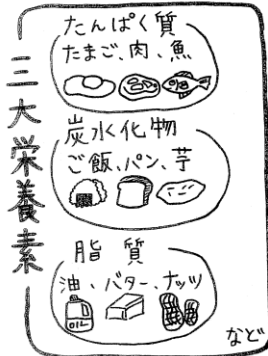 三大栄養素
たんぱく質
たまご、肉、魚
炭水化物
ご飯、パン、芋
脂質
油、バター、ナッツ
OIL
など